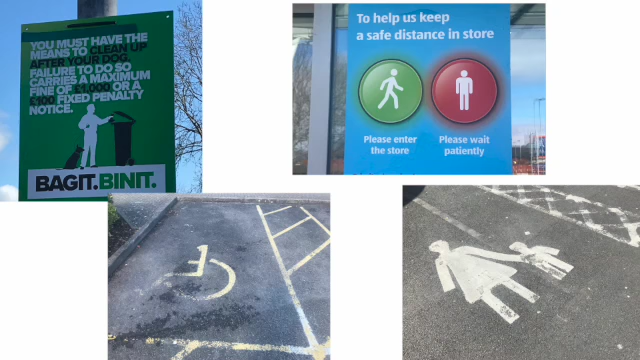 YOU MUST HAVE THE
MEANS TO CLEAN UP
AFTER YOUR DOG.
FAILURE TO DO SO
CARRIES A MAXIMUM
FINE OF £1,000 OR A
£100 FIXED PENALTY
NOTICE.
BAGIT.BINIT.
To help us keep
a safe distance in store
Please enter
the store
Please wait
patiently